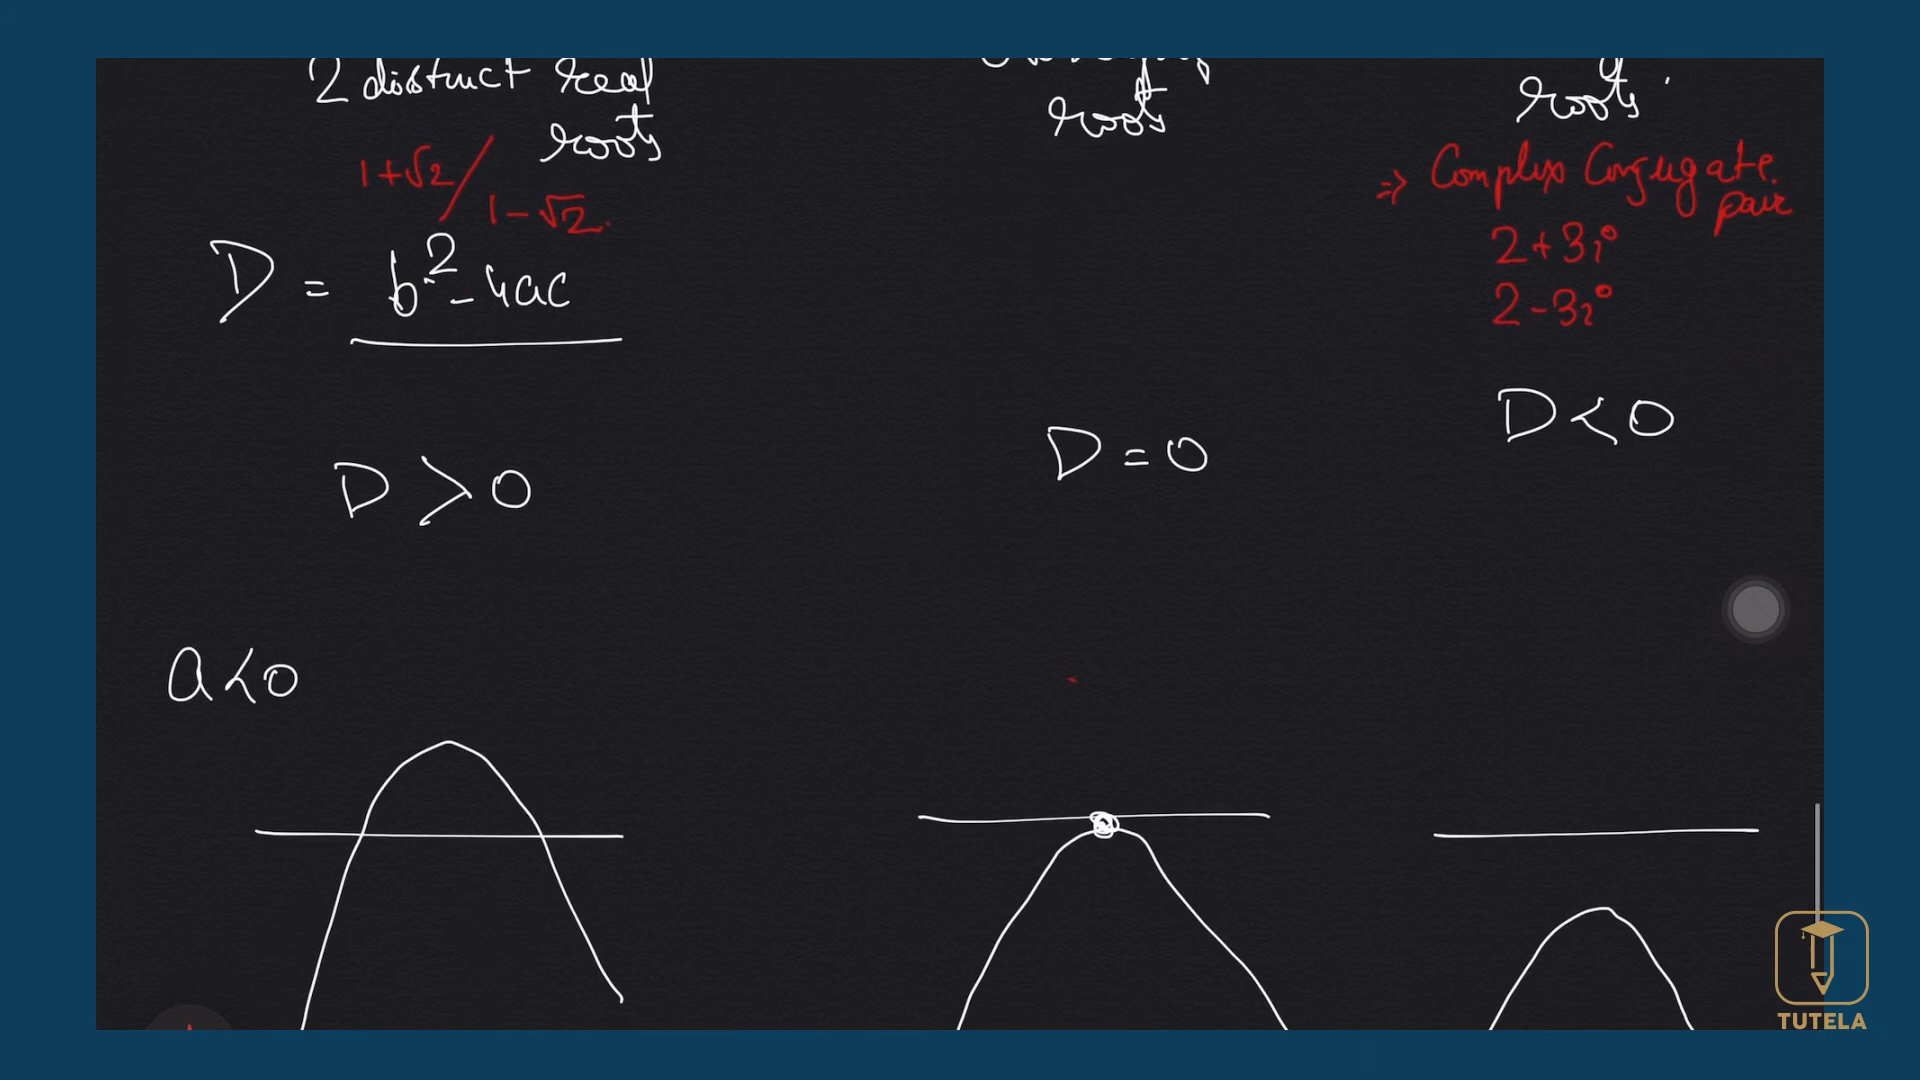 2 distinct real
roots
roots
roots.
1+√2 / 1-√2.
⇒ Complex Conjugate
pair
2+3i
2-3i
D = b²-4ac
D > 0
D = 0
D < 0
a < 0
TUTELA